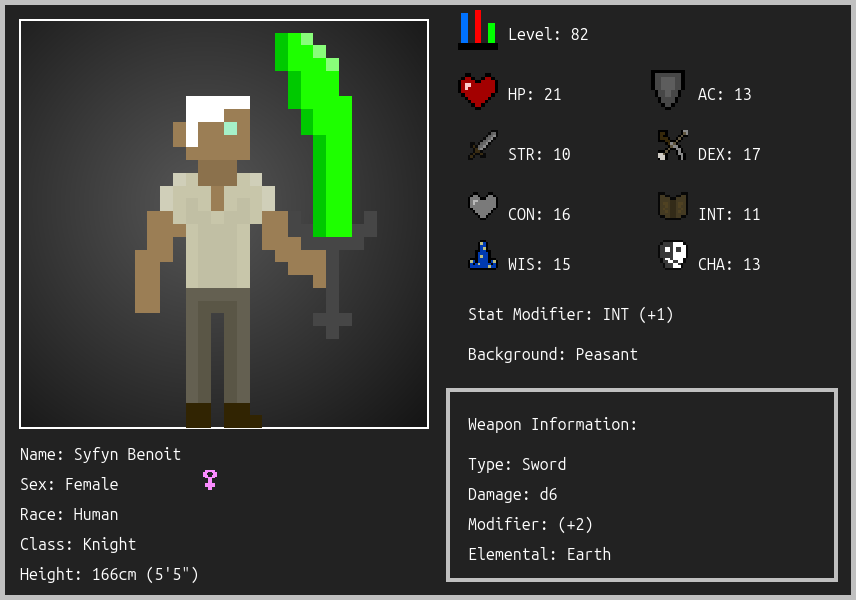 Level: 82
HP: 21
AC: 13
STR: 10
DEX: 17
CON: 16
INT: 11
WIS: 15
CHA: 13
Stat Modifier: INT (+1)
Background: Peasant
Weapon Information:
Type: Sword
Damage: d6
Modifier: (+2)
Elemental: Earth
Name: Syfyn Benoit
Sex: Female
Race: Human
Class: Knight
Height: 166cm (5'5")